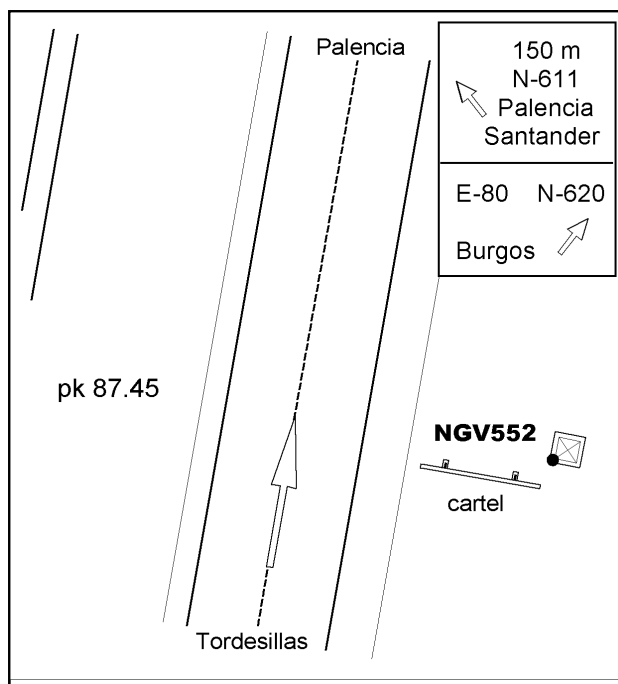 Palencia
150 m
N-611
Palencia
Santander
E-80 N-620
Burgos
pk 87.45
NGV552
cartel
Tordesillas